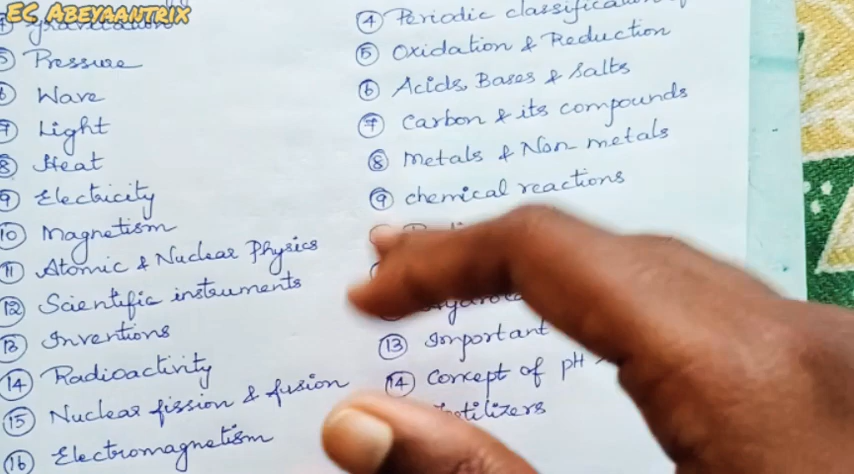 EC ABEYAANTRIX
④ Periodic
⑤ Pressure
⑥ Wave
⑦ Light
⑧ Heat
⑨ Electricity
⑩ Magnetism
⑪ Atomic & Nuclear Physics
⑫ Scientific instruments
⑬ Inventions
⑭ Radioactivity
⑮ Nuclear fission & fusion
⑯ Electromagnetism
⑤ Oxidation & Reduction
⑥ Acids, Bases & Salts
⑦ Carbon & its compounds
⑧ Metals & Non metals
⑨ chemical reactions
⑬ Important
⑭ Concept of pH